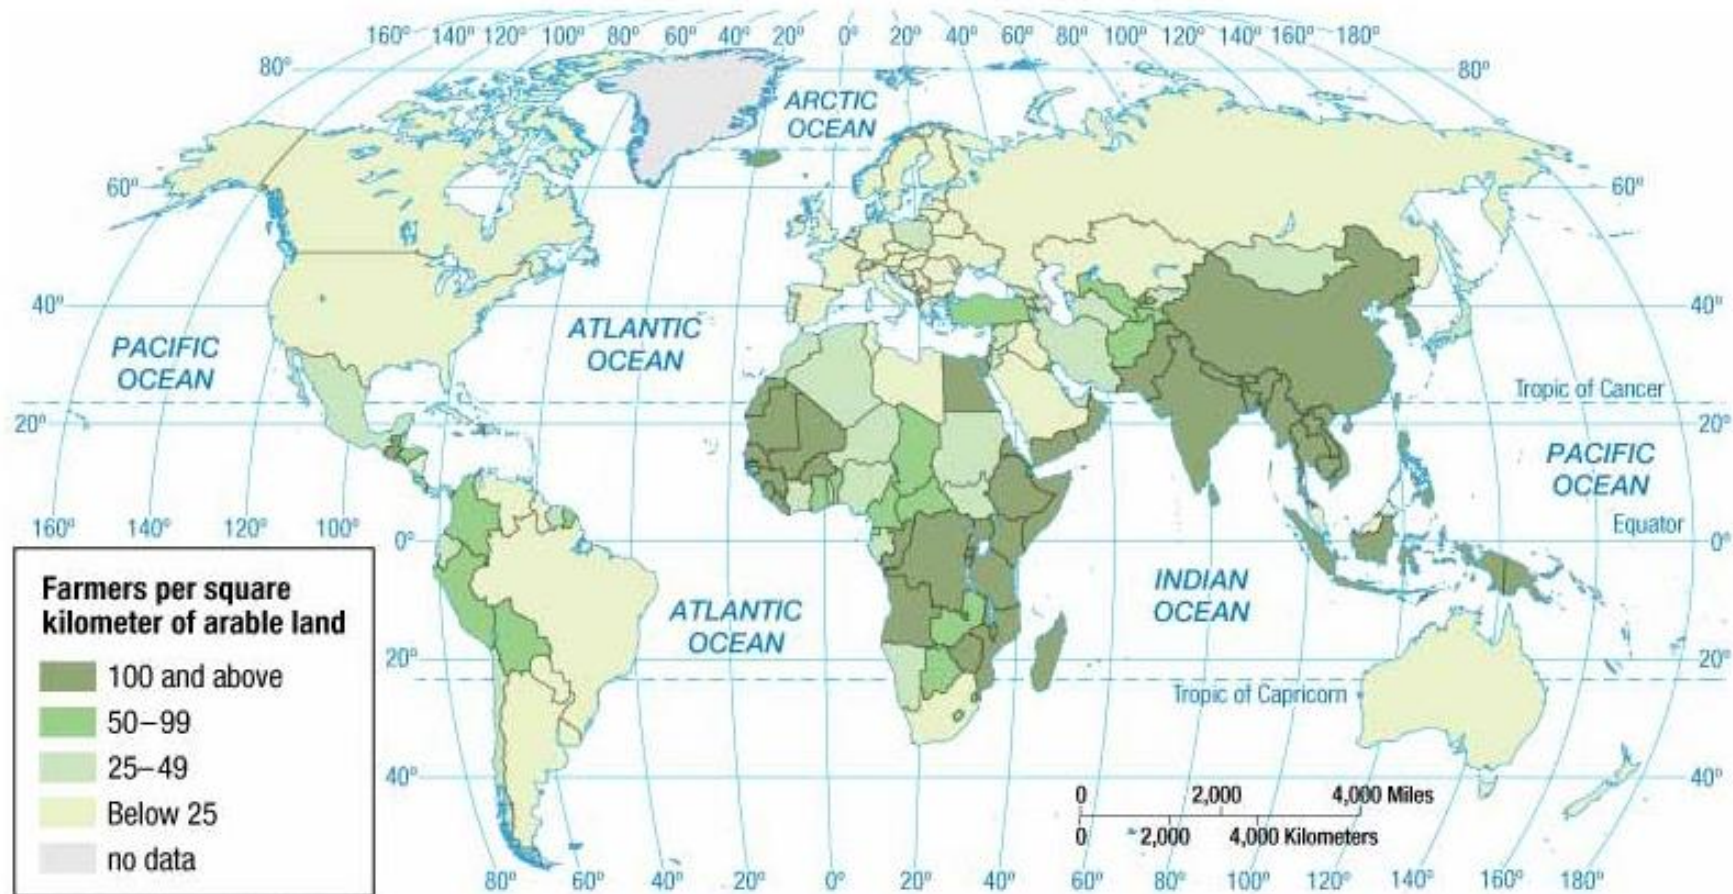 160° 140° 120° 100° 80° 60° 40° 20° 0° 20° 40° 60° 80° 100° 120° 140° 160° 180°
80° 80°
ARCTIC
OCEAN
60° 60°
40° 40°
ATLANTIC
OCEAN
PACIFIC
OCEAN
Tropic of Cancer
20° 20°
PACIFIC
OCEAN
160° 140° 120° 100°
Equator
0° 0°
INDIAN
OCEAN
ATLANTIC
OCEAN
20° 20°
Tropic of Capricorn
40° 40°
Farmers per square
kilometer of arable land
100 and above
50–99
25–49
Below 25
no data
0 2,000 4,000 Miles
0 2,000 4,000 Kilometers
80° 60° 40° 20° 0° 20° 40° 60° 80° 100° 120° 140° 160° 180°